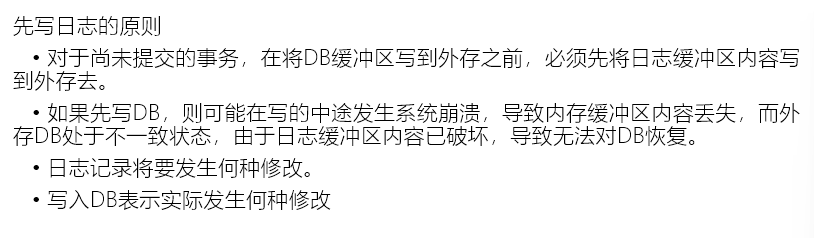 先写日志的原则
• 对于尚未提交的事务，在将DB缓冲区写到外存之前，必须先将日志缓冲区内容写
到外存去。
• 如果先写DB，则可能在写的中途发生系统崩溃，导致内存缓冲区内容丢失，而外
存DB处于不一致状态，由于日志缓冲区内容已破坏，导致无法对DB恢复。
• 日志记录将要发生何种修改。
• 写入DB表示实际发生何种修改